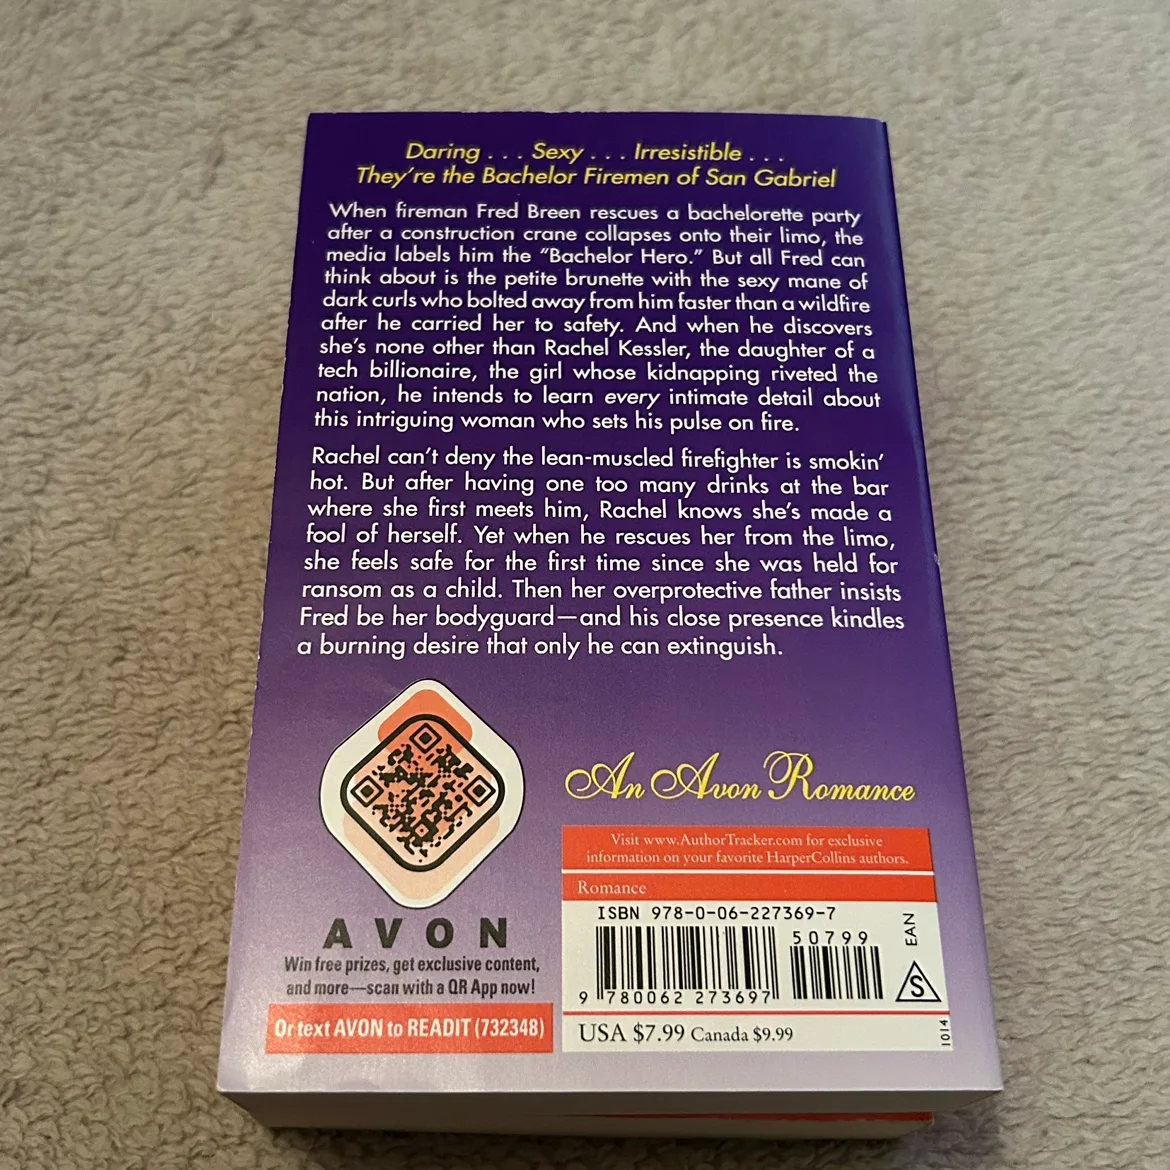 Daring . . . Sexy . . . Irresistible . . .
They're the Bachelor Firemen of San Gabriel
When fireman Fred Breen rescues a bachelorette party
after a construction crane collapses onto their limo, the
media labels him the “Bachelor Hero.” But all Fred can
think about is the petite brunette with the sexy mane of
dark curls who bolted away from him faster than a wildfire
after he carried her to safety. And when he discovers
she's none other than Rachel Kessler, the daughter of a
tech billionaire, the girl whose kidnapping riveted the
nation, he intends to learn every intimate detail about
this intriguing woman who sets his pulse on fire.
Rachel can't deny the lean-muscled firefighter is smokin'
hot. But after having one too many drinks at the bar
where she first meets him, Rachel knows she's made a
fool of herself. Yet when he rescues her from the limo,
she feels safe for the first time since she was held for
ransom as a child. Then her overprotective father insists
Fred be her bodyguard—and his close presence kindles
a burning desire that only he can extinguish.
AVON
Win free prizes, get exclusive content,
and more—scan with a QR App now!
Or text AVON to READIT (732348)
An Avon Romance
Visit www.AuthorTracker.com for exclusive
information on your favorite HarperCollins authors.
Romance
ISBN 978-0-06-227369-7
50799
EAN
S
9 780062 273697
USA $7.99 Canada $9.99
1014